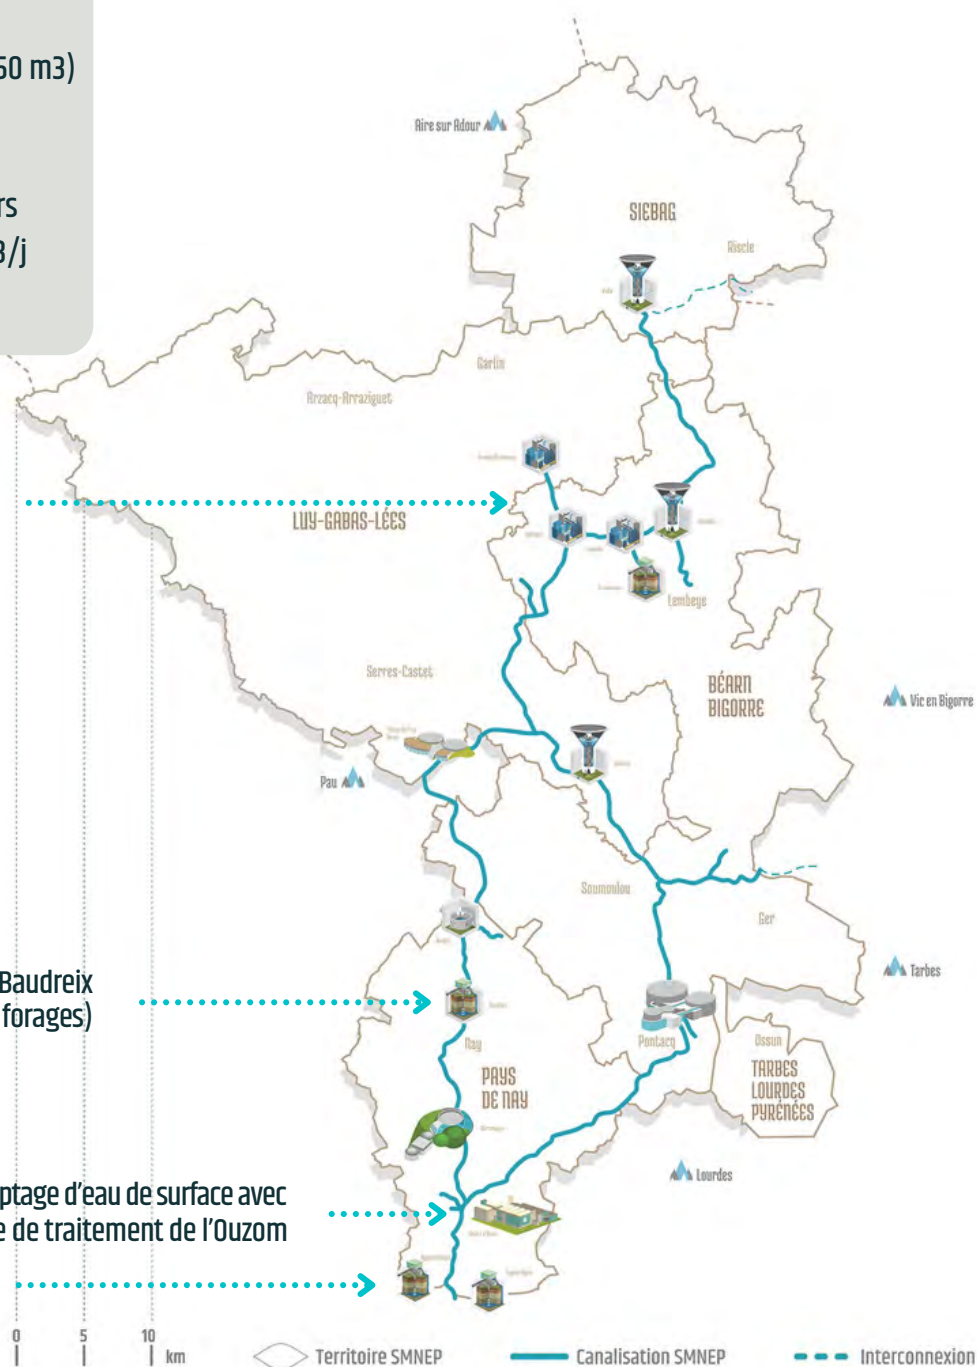 50 m3)
rs
3/j
Aire sur Adour
SIEBAG
Riscle
Garlin
Arzacq-Arraziguet
LUY-GABAS-LÉES
Lembeye
Serres-Castet
BÉARN
BIGORRE
Vic en Bigorre
Pau
Soumoulou
Ger
Tarbes
Baudreix
forages)
Nay
Pontacq
Ossun
PAYS
DE NAY
TARBES
LOURDES
PYRÉNÉES
Lourdes
ptage d'eau de surface avec
e de traitement de l'Ouzom
0 5 10
km
Territoire SMNEP
Canalisation SMNEP
Interconnexion